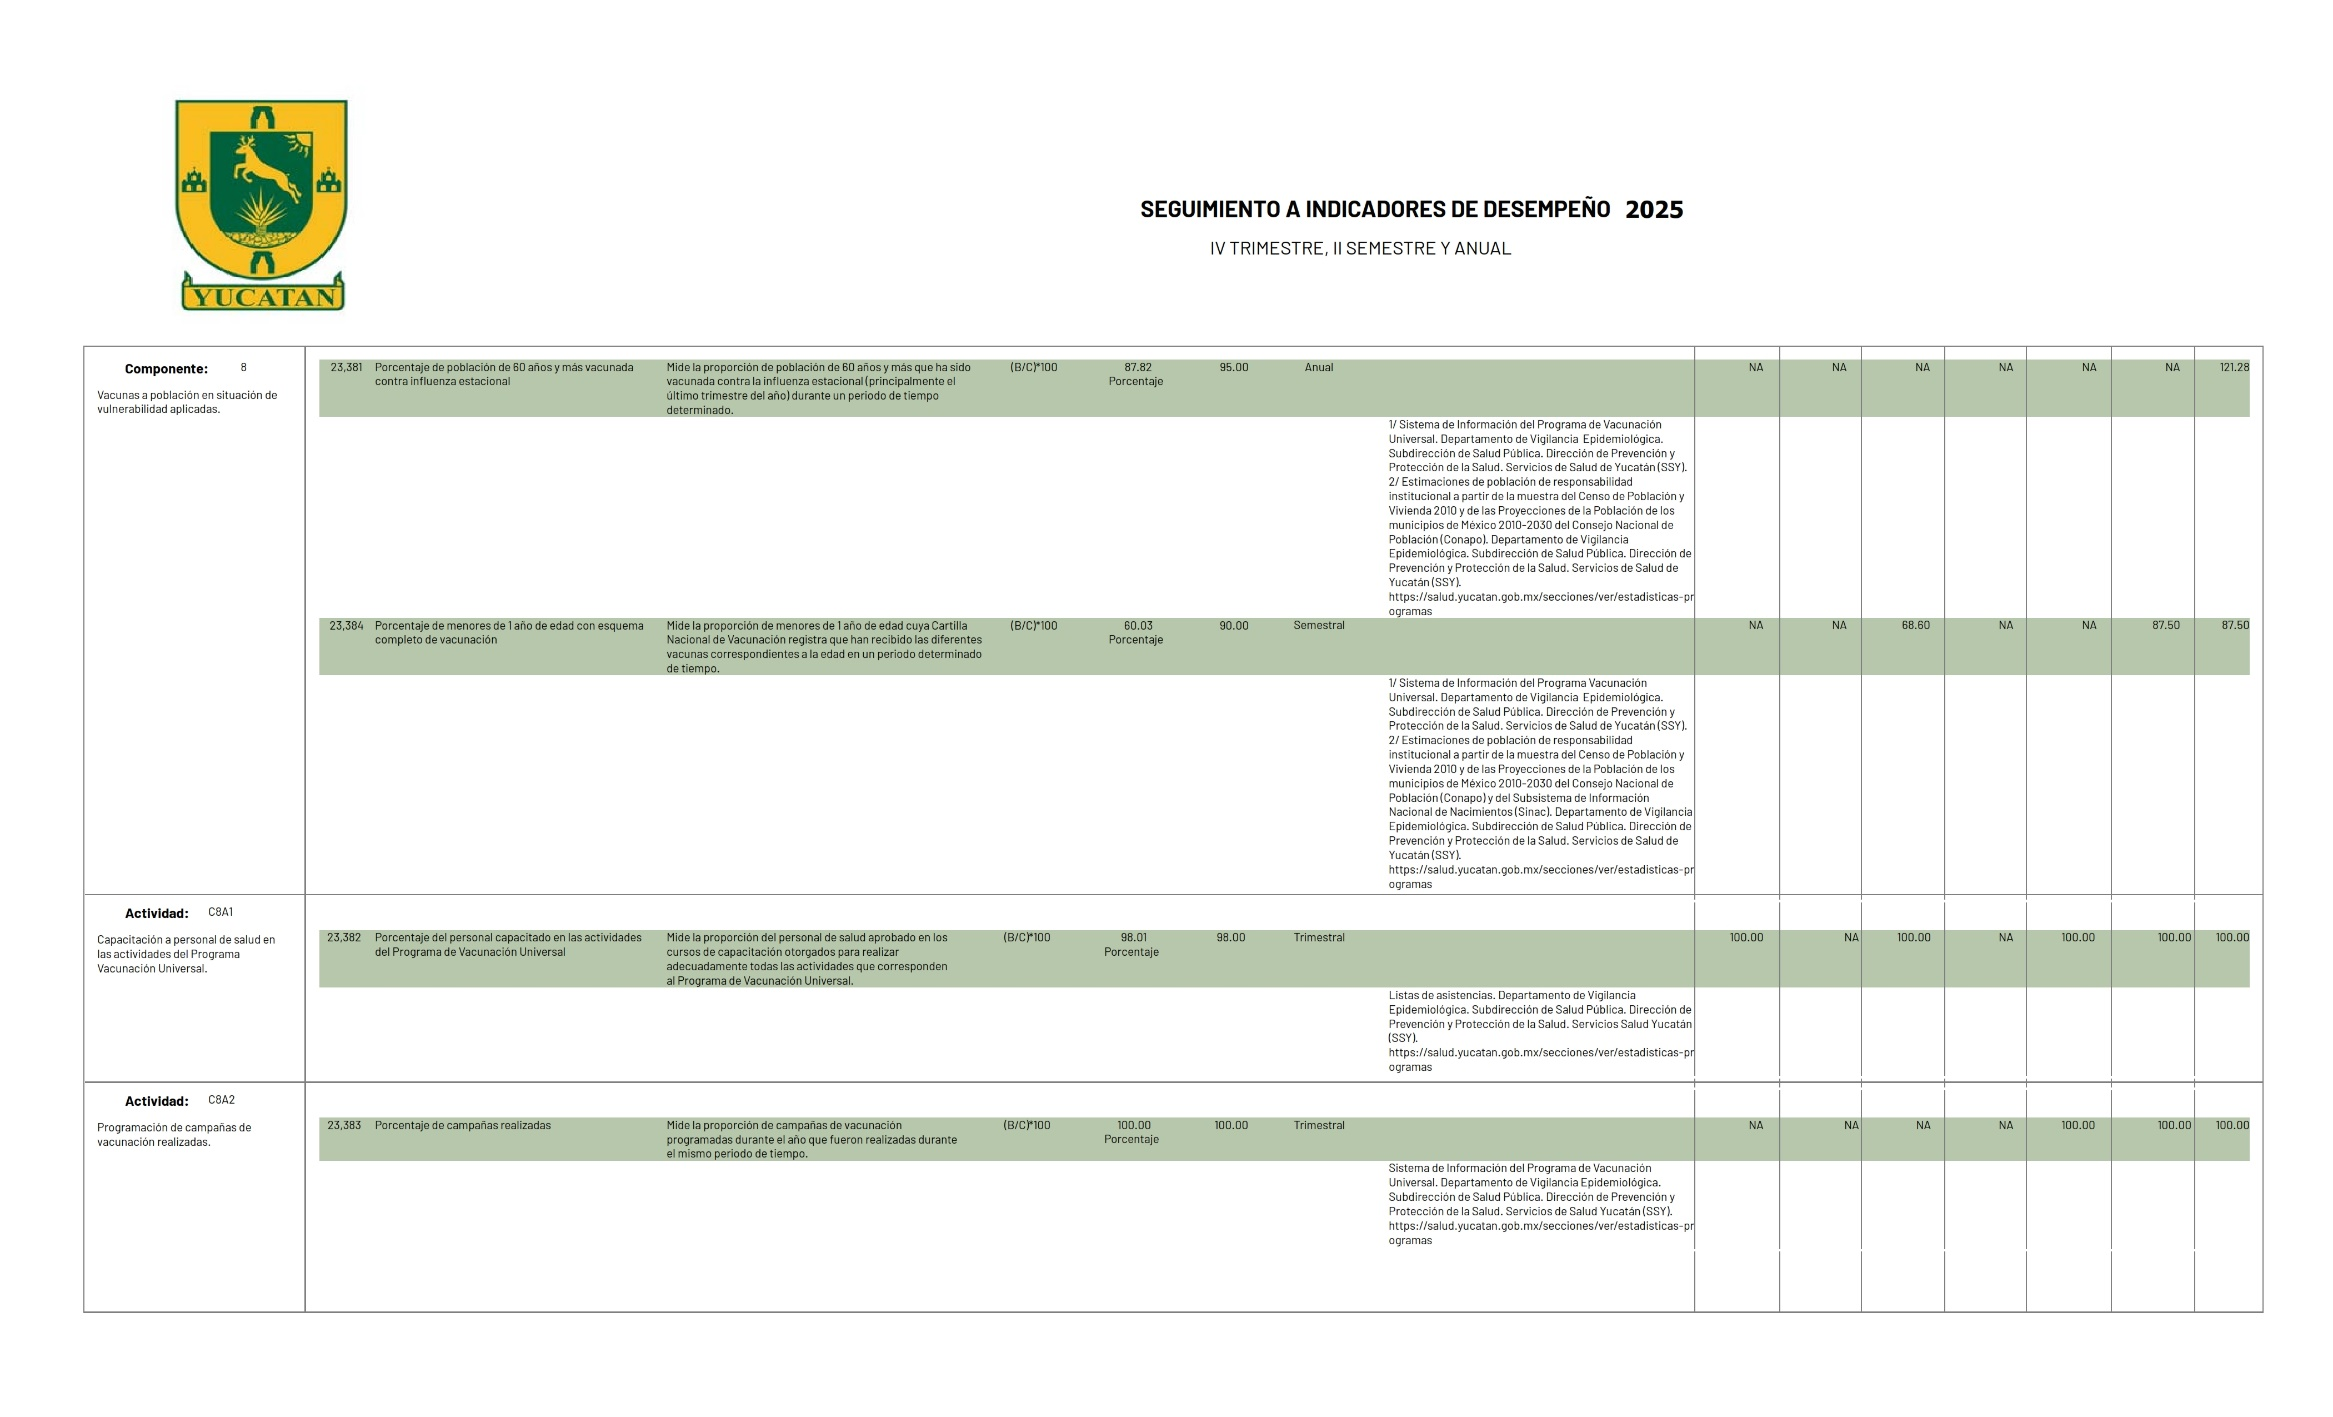 YUCATAN
SEGUIMIENTO A INDICADORES DE DESEMPEÑO 2025
IV TRIMESTRE, II SEMESTRE Y ANUAL
Componente: 8
Vacunas a población en situación de
vulnerabilidad aplicadas.
23,381 Porcentaje de población de 60 años y más vacunada
contra influenza estacional
Mide la proporción de población de 60 años y más que ha sido
vacunada contra la influenza estacional (principalmente el
último trimestre del año) durante un periodo de tiempo
determinado.
(B/C)*100 87.82 95.00 Anual NA NA NA NA NA NA 121.28
Porcentaje
1/ Sistema de Información del Programa de Vacunación
Universal. Departamento de Vigilancia Epidemiológica.
Subdirección de Salud Pública. Dirección de Prevención y
Protección de la Salud. Servicios de Salud de Yucatán (SSY).
2/ Estimaciones de población de responsabilidad
institucional a partir de la muestra del Censo de Población y
Vivienda 2010 y de las Proyecciones de la Población de los
municipios de México 2010-2030 del Consejo Nacional de
Población (Conapo). Departamento de Vigilancia
Epidemiológica. Subdirección de Salud Pública. Dirección de
Prevención y Protección de la Salud. Servicios de Salud de
Yucatán (SSY).
https://salud.yucatan.gob.mx/secciones/ver/estadisticas-pr
ogramas
23,384 Porcentaje de menores de 1 año de edad con esquema
completo de vacunación
Mide la proporción de menores de 1 año de edad cuya Cartilla
Nacional de Vacunación registra que han recibido las diferentes
vacunas correspondientes a la edad en un periodo determinado
de tiempo.
(B/C)*100 60.03 90.00 Semestral NA NA 68.60 NA NA 87.50 87.50
Porcentaje
1/ Sistema de Información del Programa Vacunación
Universal. Departamento de Vigilancia Epidemiológica.
Subdirección de Salud Pública. Dirección de Prevención y
Protección de la Salud. Servicios de Salud de Yucatán (SSY).
2/ Estimaciones de población de responsabilidad
institucional a partir de la muestra del Censo de Población y
Vivienda 2010 y de las Proyecciones de la Población de los
municipios de México 2010-2030 del Consejo Nacional de
Población (Conapo) y del Subsistema de Información
Nacional de Nacimientos (Sinac). Departamento de Vigilancia
Epidemiológica. Subdirección de Salud Pública. Dirección de
Prevención y Protección de la Salud. Servicios de Salud de
Yucatán (SSY).
https://salud.yucatan.gob.mx/secciones/ver/estadisticas-pr
ogramas
Actividad: C8A1
Capacitación a personal de salud en
las actividades del Programa
Vacunación Universal.
23,382 Porcentaje del personal capacitado en las actividades
del Programa de Vacunación Universal
Mide la proporción del personal de salud aprobado en los
cursos de capacitación otorgados para realizar
adecuadamente todas las actividades que corresponden
al Programa de Vacunación Universal.
(B/C)*100 98.01 98.00 Trimestral 100.00 NA 100.00 NA 100.00 100.00 100.00
Porcentaje
Listas de asistencias. Departamento de Vigilancia
Epidemiológica. Subdirección de Salud Pública. Dirección de
Prevención y Protección de la Salud. Servicios Salud Yucatán
(SSY).
https://salud.yucatan.gob.mx/secciones/ver/estadisticas-pr
ogramas
Actividad: C8A2
Programación de campañas de
vacunación realizadas.
23,383 Porcentaje de campañas realizadas
Mide la proporción de campañas de vacunación
programadas durante el año que fueron realizadas durante
el mismo periodo de tiempo.
(B/C)*100 100.00 100.00 Trimestral NA NA NA NA 100.00 100.00 100.00
Porcentaje
Sistema de Información del Programa de Vacunación
Universal. Departamento de Vigilancia Epidemiológica.
Subdirección de Salud Pública. Dirección de Prevención y
Protección de la Salud. Servicios de Salud Yucatán (SSY).
https://salud.yucatan.gob.mx/secciones/ver/estadisticas-pr
ogramas